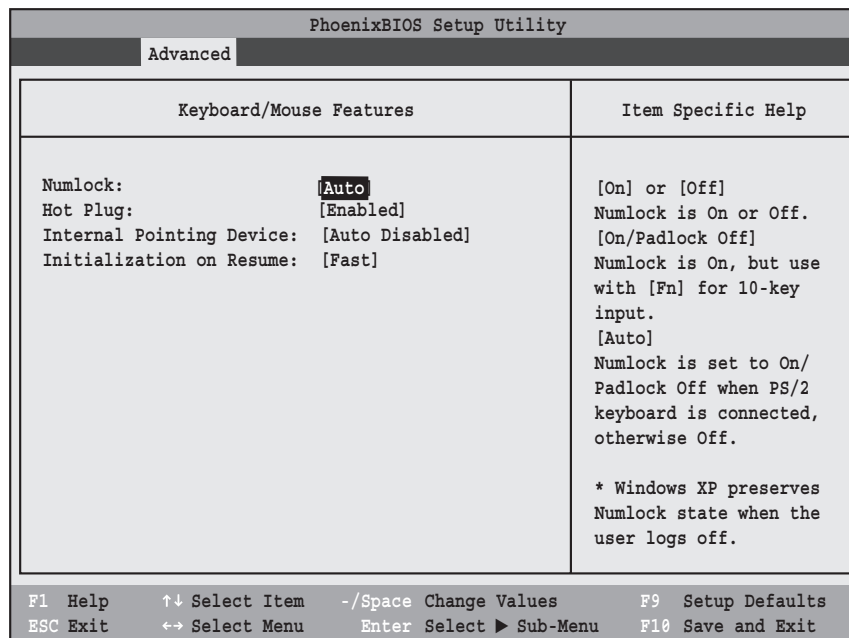 PhoenixBIOS Setup Utility
Advanced
Keyboard/Mouse Features
Item Specific Help
Numlock: [Auto]
Hot Plug: [Enabled]
Internal Pointing Device: [Auto Disabled]
Initialization on Resume: [Fast]
[On] or [Off]
Numlock is On or Off.
[On/Padlock Off]
Numlock is On, but use
with [Fn] for 10-key
input.
[Auto]
Numlock is set to On/
Padlock Off when PS/2
keyboard is connected,
otherwise Off.
* Windows XP preserves
Numlock state when the
user logs off.
F1 Help ↑↓ Select Item -/Space Change Values F9 Setup Defaults
ESC Exit ←→ Select Menu Enter Select ▶ Sub-Menu F10 Save and Exit